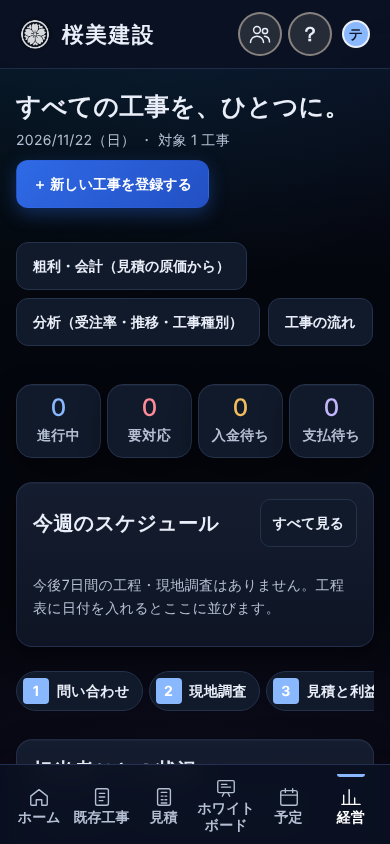 桜美建設
?
テ
すべての工事を、ひとつに。
2026/11/22（日） ・ 対象 1 工事
+ 新しい工事を登録する
粗利・会計（見積の原価から）
分析（受注率・推移・工事種別）
工事の流れ
0 0 0 0
進行中 要対応 入金待ち 支払待ち
今週のスケジュール
すべて見る
今後7日間の工程・現地調査はありません。工程
表に日付を入れるとここに並びます。
1 問い合わせ
2 現地調査
3 見積と利益
ホーム
既存工事
見積
ホワイト
ボード
予定
経営